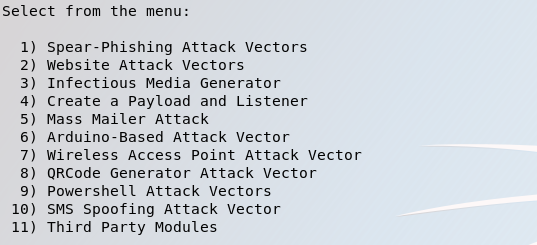 Select from the menu:
1) Spear-Phishing Attack Vectors
2) Website Attack Vectors
3) Infectious Media Generator
4) Create a Payload and Listener
5) Mass Mailer Attack
6) Arduino-Based Attack Vector
7) Wireless Access Point Attack Vector
8) QRCode Generator Attack Vector
9) Powershell Attack Vectors
10) SMS Spoofing Attack Vector
11) Third Party Modules